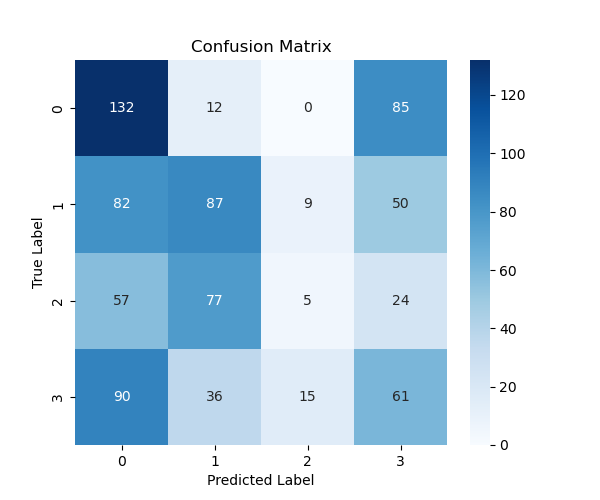 Confusion Matrix
0 132 12 0 85
1 82 87 9 50
2 57 77 5 24
3 90 36 15 61
0 1 2 3
True Label
Predicted Label
120
100
80
60
40
20
0